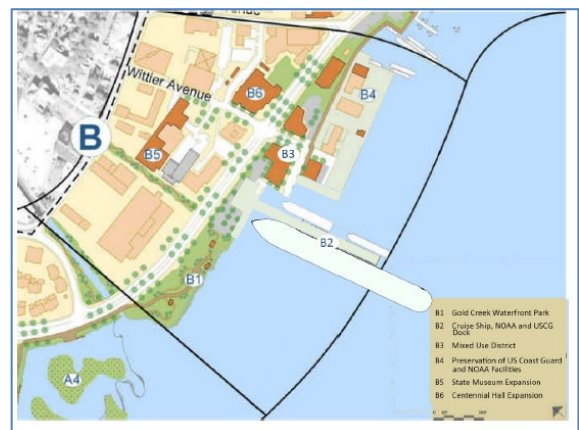 Avenue
Wittier Avenue
B6
B4
B
B5
B3
B2
B1
A4
B1 Gold Creek Waterfront Park
B2 Cruise Ship, NOAA and USCG
Dock
B3 Mixed Use District
B4 Preservation of US Coast Guard
and NOAA Facilities
B5 State Museum Expansion
B6 Centennial Hall Expansion